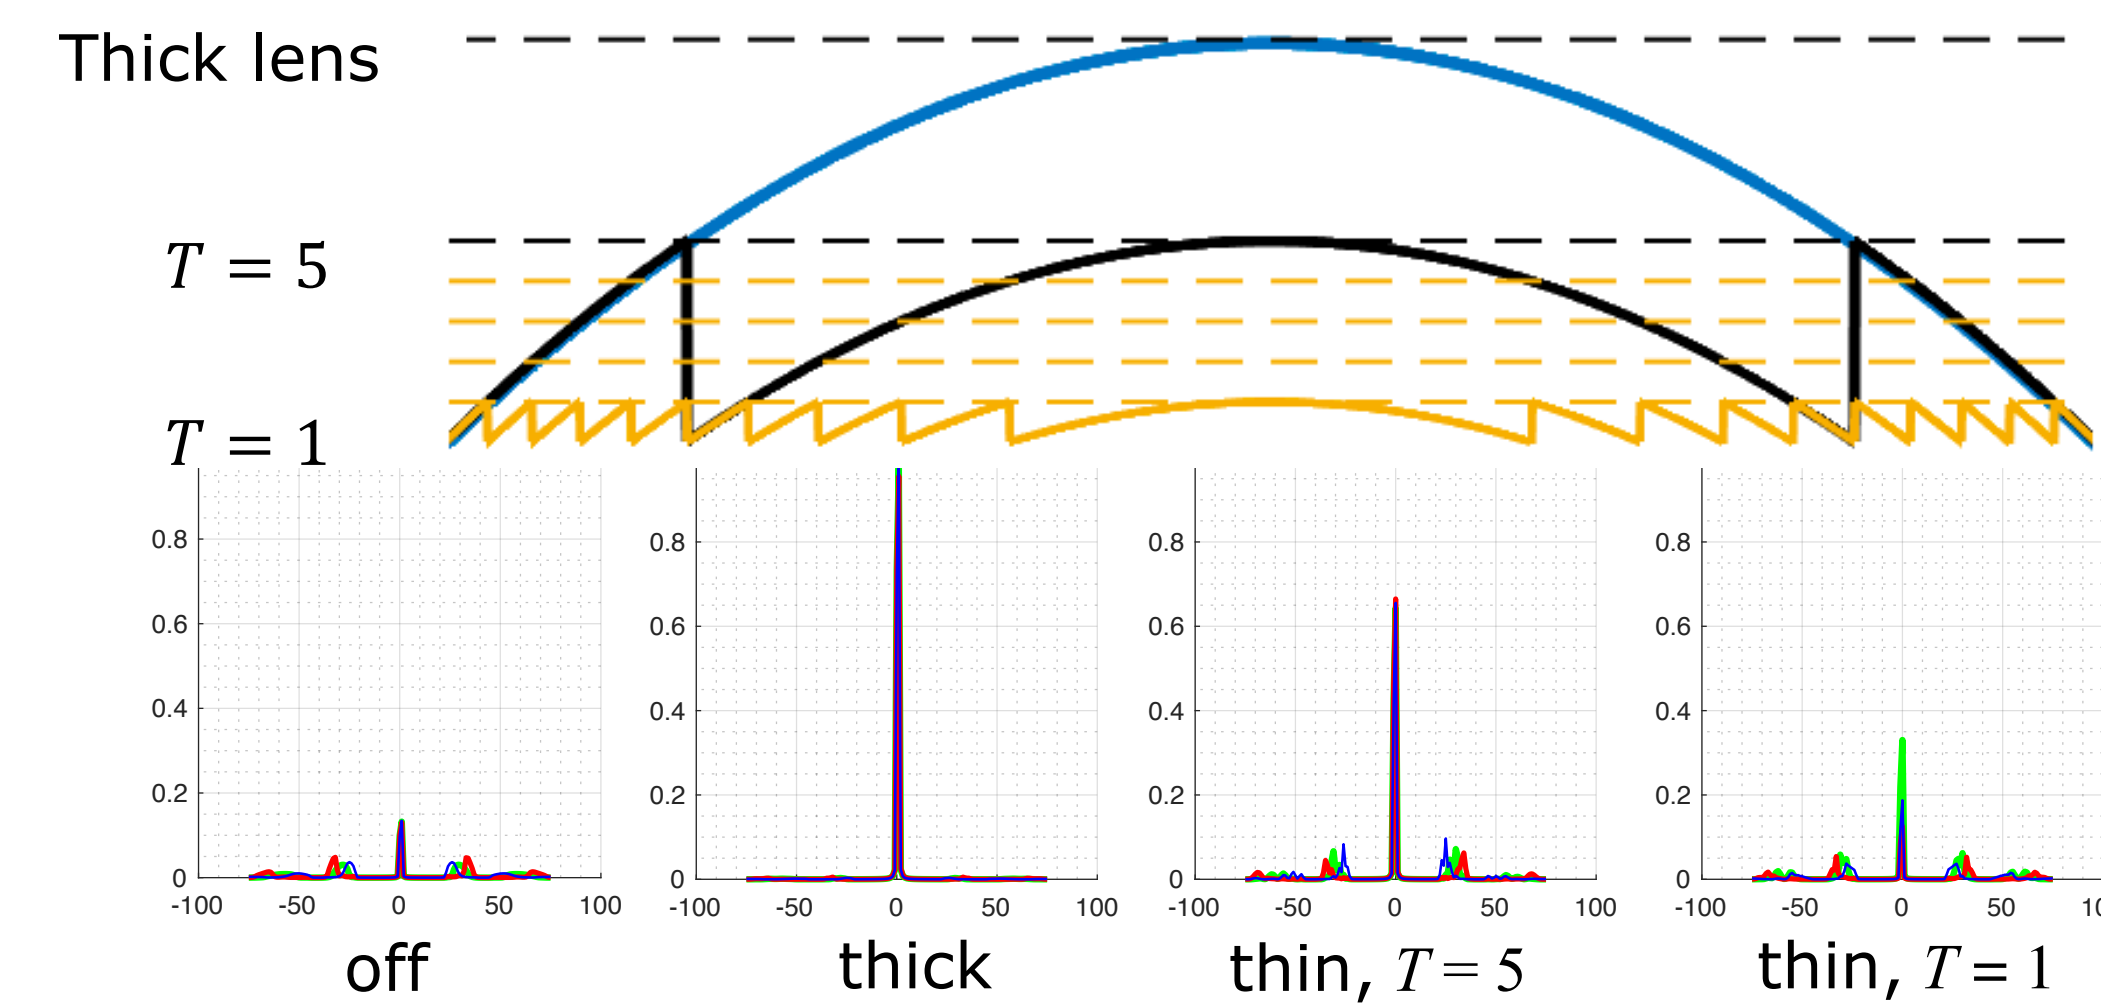 Thick lens
T = 5
T = 1
0.8 0.8 0.8 0.8
0.6 0.6 0.6 0.6
0.4 0.4 0.4 0.4
0.2 0.2 0.2 0.2
0 0 0 0
-100 -50 0 50 100 -100 -50 0 50 100 -100 -50 0 50 100 -100 -50 0 50 10
off thick thin, T = 5 thin, T = 1